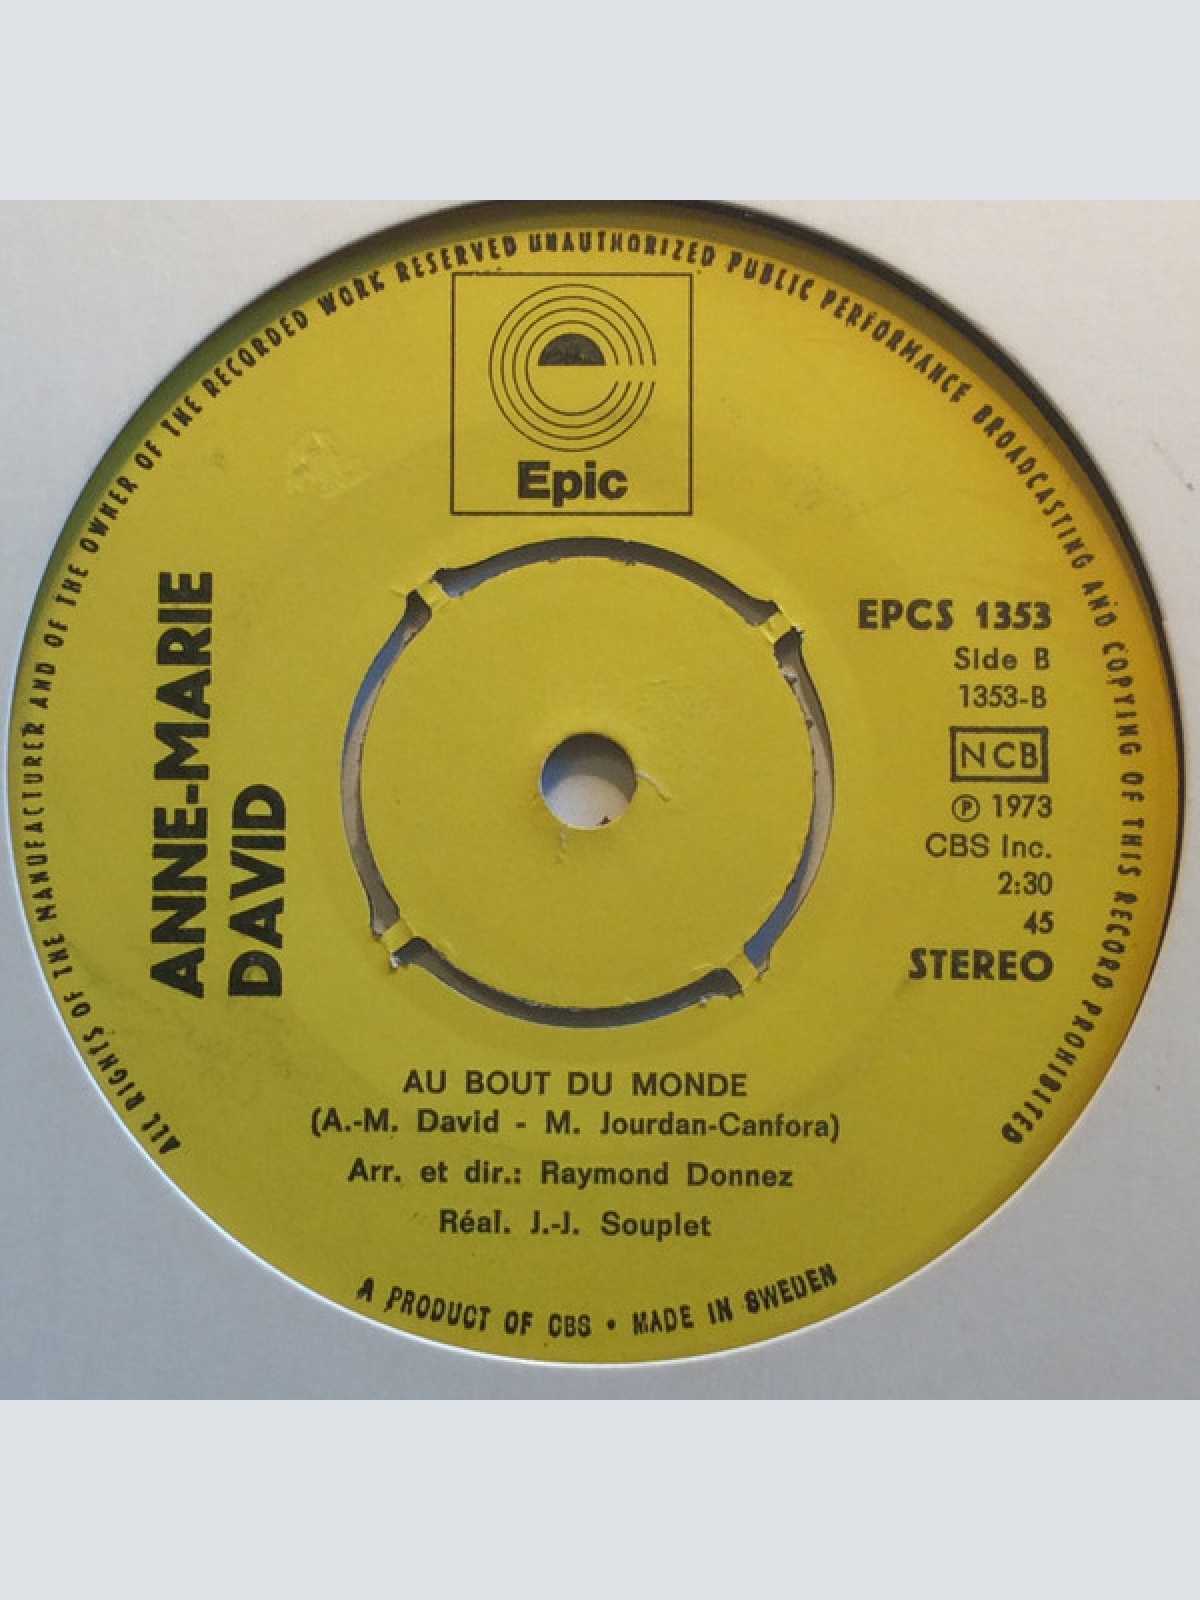 ALL RIGHTS OF THE MANUFACTURER AND OF THE OWNER OF THE RECORDED WORK RESERVED UNAUTHORIZED PUBLIC PERFORMANCE BROADCASTING AND COPYING OF THIS RECORD PROHIBITED
Epic
ANNE-MARIE
DAVID
EPCS 1353
Side B
1353-B
NCB
℗ 1973
CBS Inc.
2:30
45
STEREO
AU BOUT DU MONDE
(A.-M. David - M. Jourdan-Canfora)
Arr. et dir.: Raymond Donnez
Réal. J.-J. Souplet
A PRODUCT OF CBS • MADE IN SWEDEN